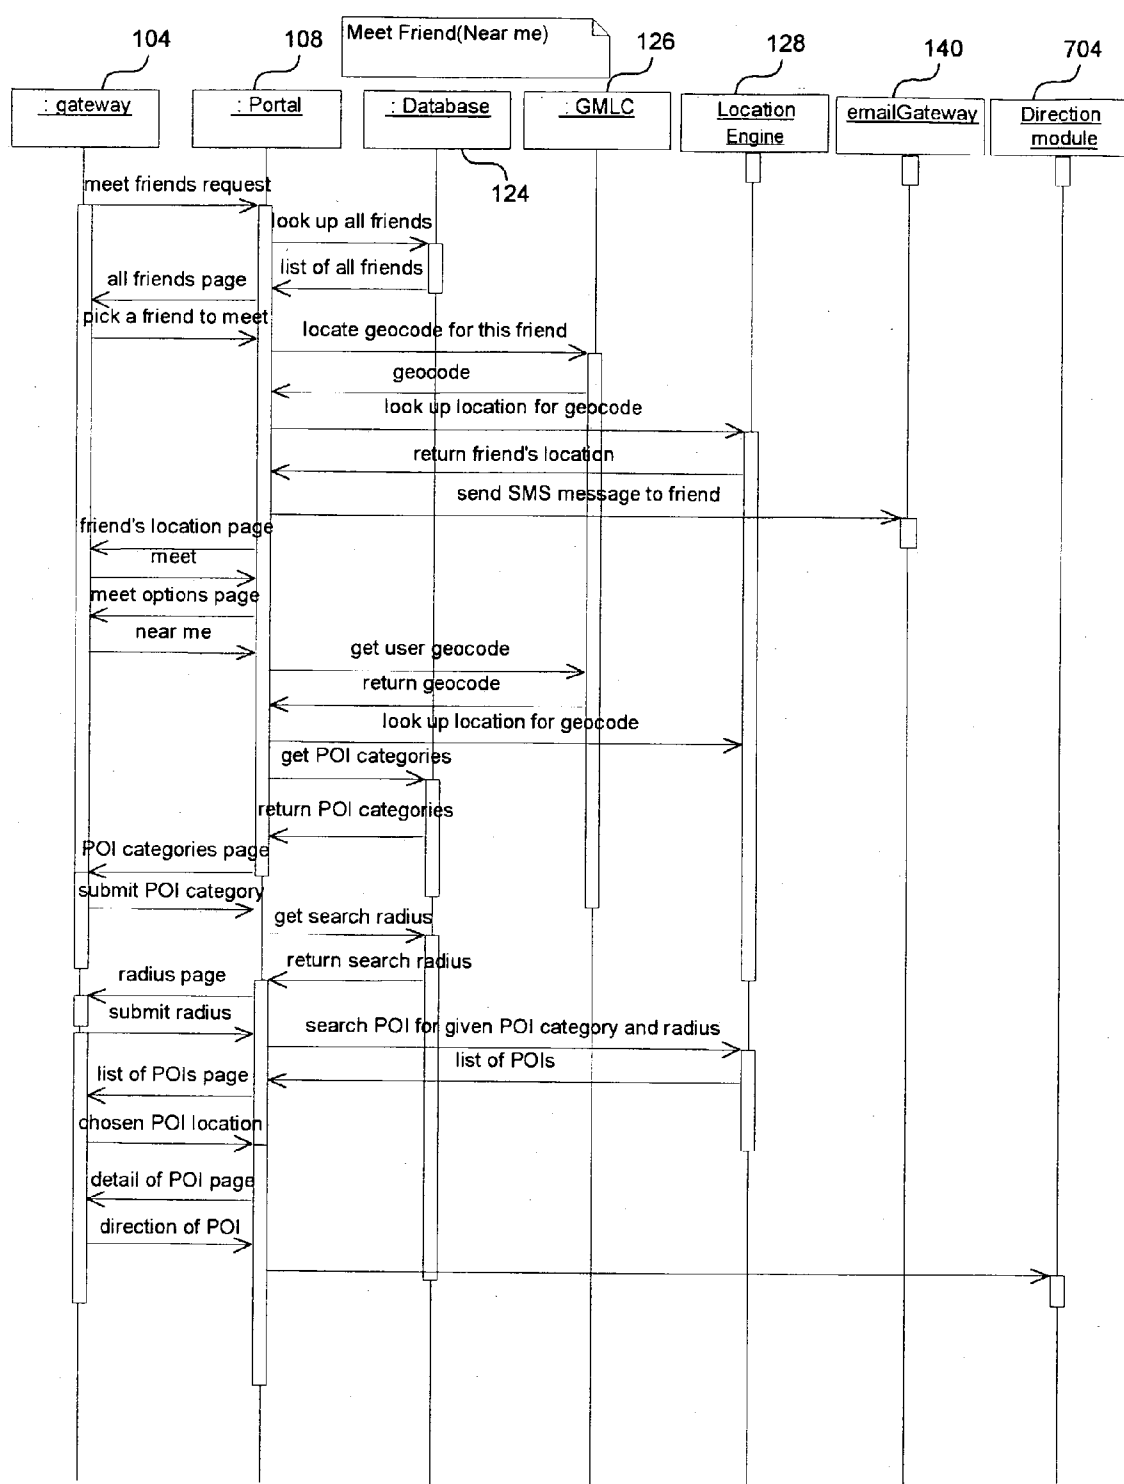 Meet Friend(Near me)
104
108
126
128
140
704
: gateway
: Portal
: Database
: GMLC
Location
Engine
emailGateway
Direction
module
124
meet friends request
look up all friends
list of all friends
all friends page
pick a friend to meet
locate geocode for this friend
geocode
look up location for geocode
return friend's location
send SMS message to friend
friend's location page
meet
meet options page
near me
get user geocode
return geocode
look up location for geocode
get POI categories
return POI categories
POI categories page
submit POI category
get search radius
return search radius
radius page
submit radius
search POI for given POI category and radius
list of POIs
list of POIs page
chosen POI location
detail of POI page
direction of POI